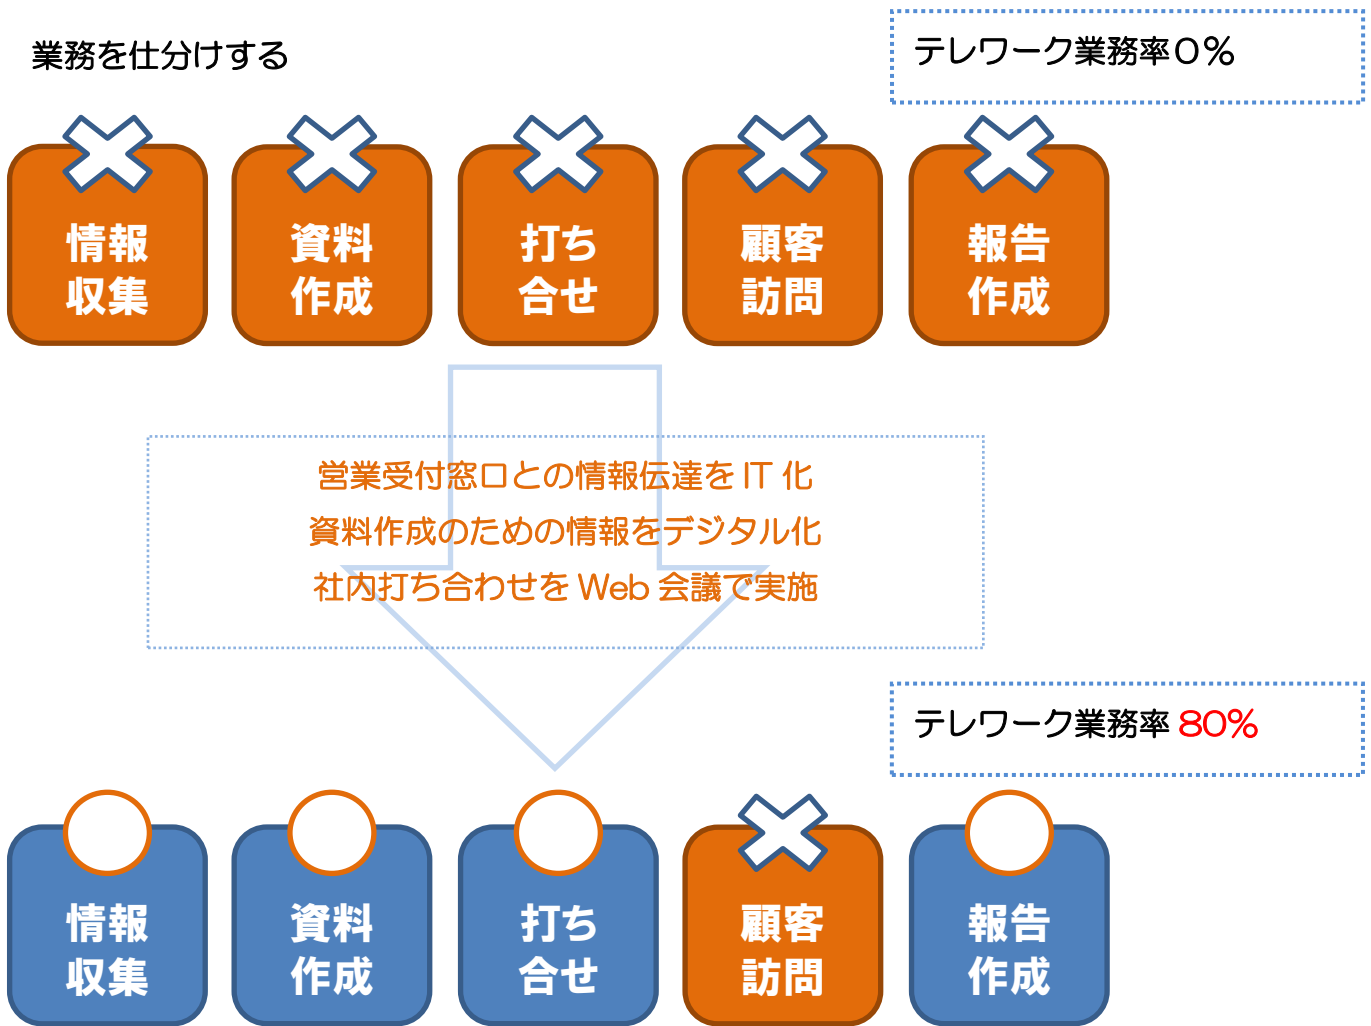 業務を仕分けする
テレワーク業務率０％
情報
収集
資料
作成
打ち
合せ
顧客
訪問
報告
作成
営業受付窓口との情報伝達を IT 化
資料作成のための情報をデジタル化
社内打ち合わせを Web 会議で実施
テレワーク業務率 80%
情報
収集
資料
作成
打ち
合せ
顧客
訪問
報告
作成